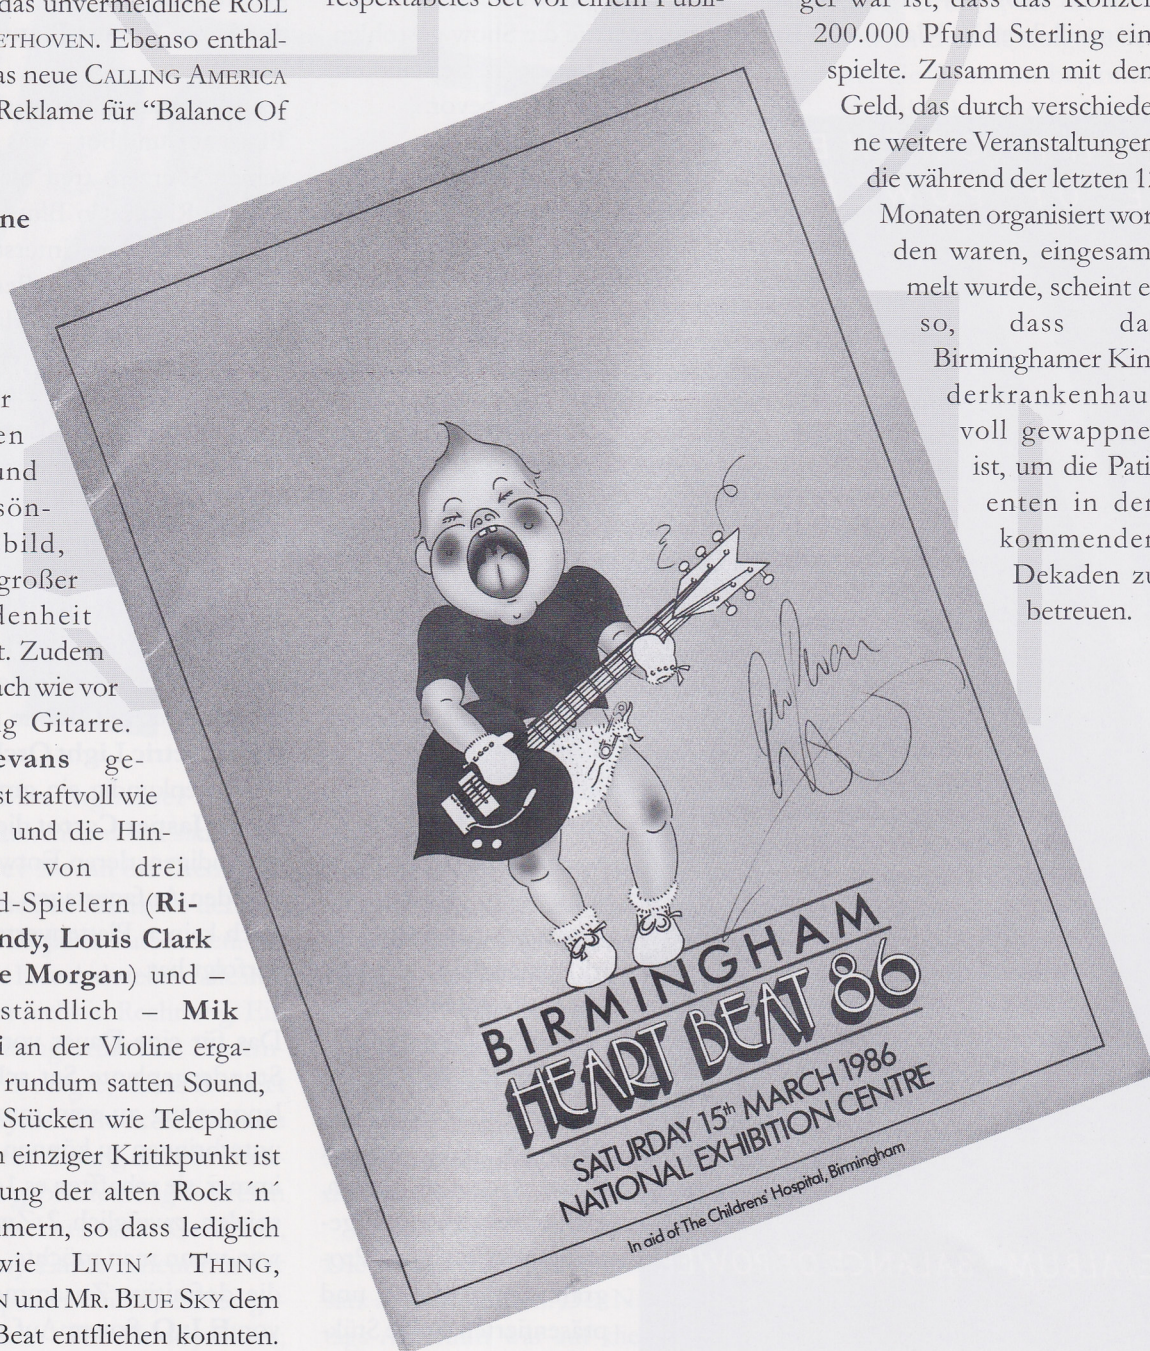 das unvermeidliche ROLL
ETHOVEN. Ebenso enthal-
as neue CALLING AMERICA
Reklame für “Balance Of
ne
r
en
und
sön-
bild,
großer
denheit
t. Zudem
ach wie vor
g Gitarre.
evans ge-
st kraftvoll wie
und die Hin-
von drei
d-Spielern (Ri-
ndy, Louis Clark
e Morgan) und –
ständlich – Mik
i an der Violine erga-
rundum satten Sound,
Stücken wie Telephone
n einziger Kritikpunkt ist
ung der alten Rock ´n´
mern, so dass lediglich
wie LIVIN´ THING,
N und MR. BLUE SKY dem
Beat entfliehen konnten.
respektabeles Set vor einem Publi-
BIRMINGHAM
HEART BEAT 86
SATURDAY 15th MARCH 1986
NATIONAL EXHIBITION CENTRE
In aid of The Childrens' Hospital, Birmingham
ger war ist, dass das Konzer
200.000 Pfund Sterling ein
spielte. Zusammen mit dem
Geld, das durch verschiede
ne weitere Veranstaltungen
die während der letzten 12
Monaten organisiert wor
den waren, eingesam
melt wurde, scheint e
so, dass da
Birminghamer Kin
derkrankenhau
voll gewappne
ist, um die Pati
enten in den
kommenden
Dekaden zu
betreuen.